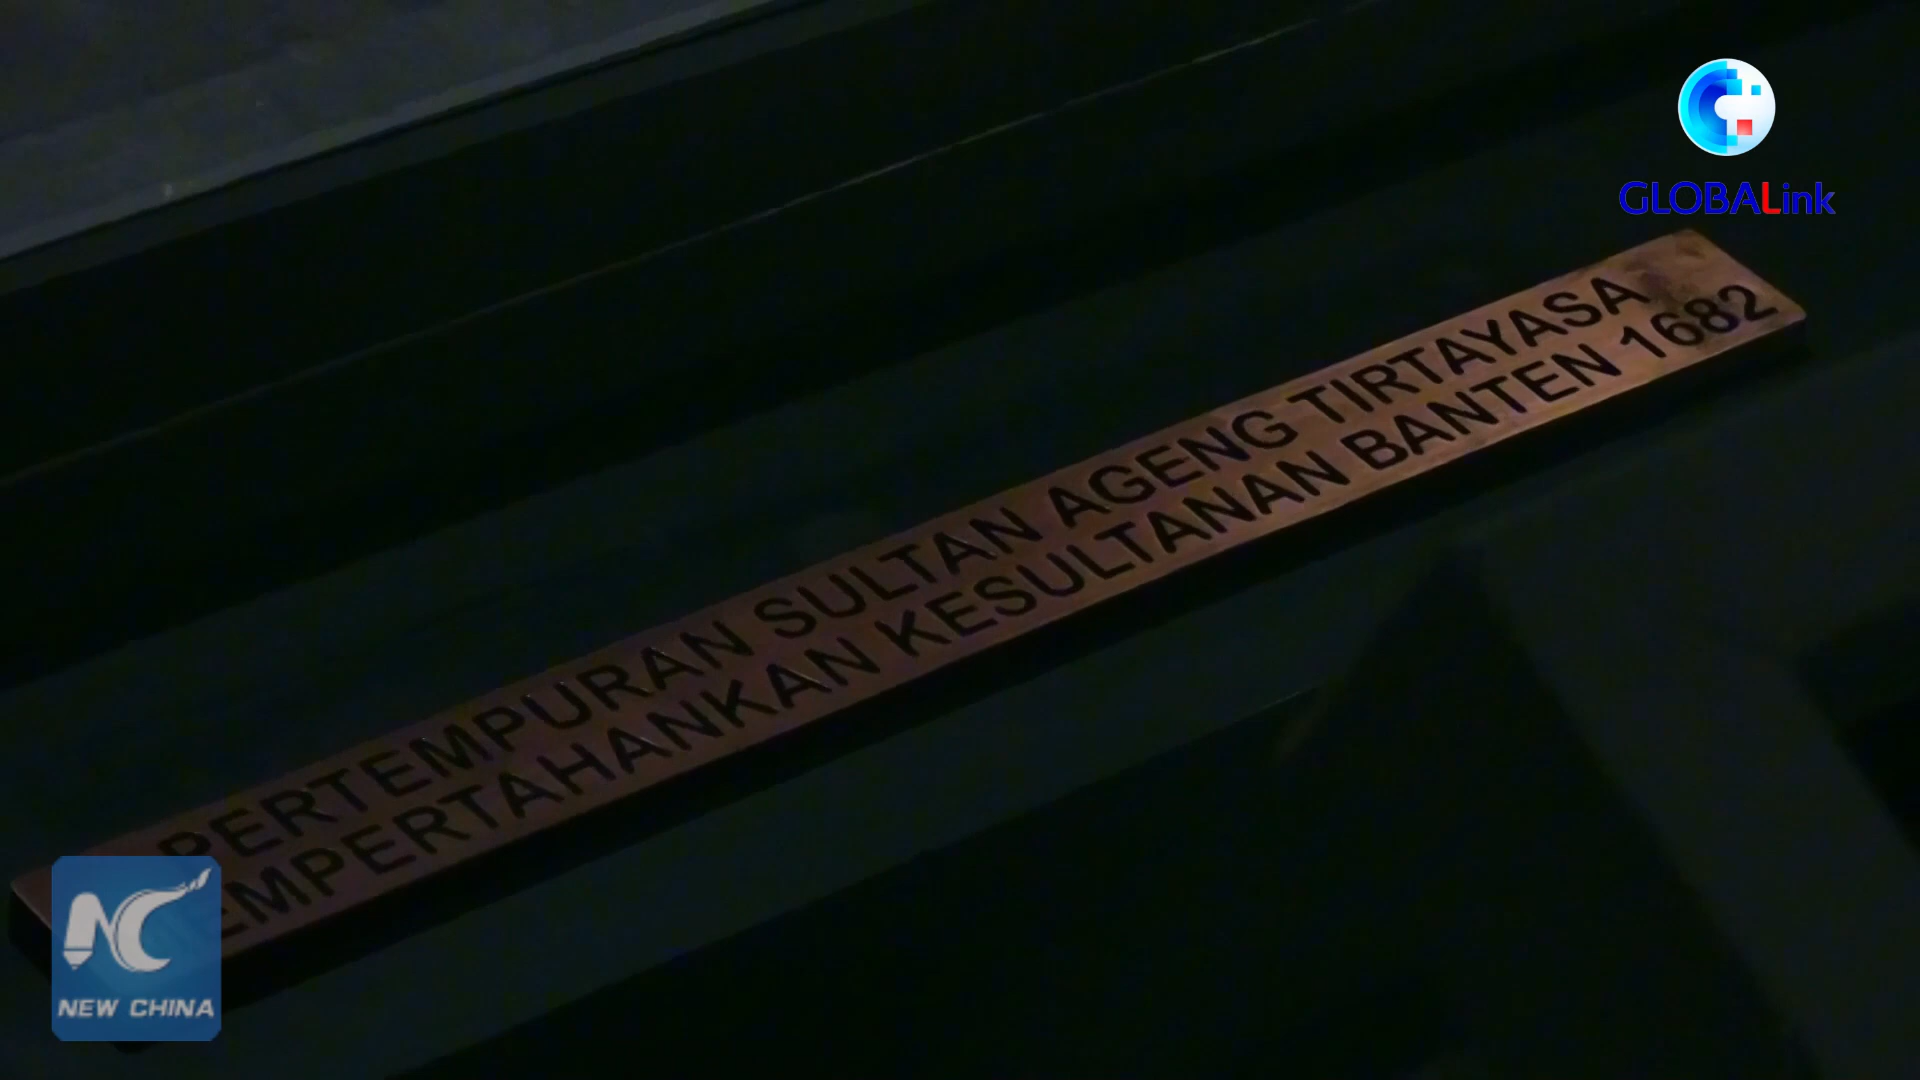 GLOBALink
PERTEMPURAN SULTAN AGENG TIRTAYASA
EMPERTAHANKAN KESULTANAN BANTEN 1682
NEW CHINA